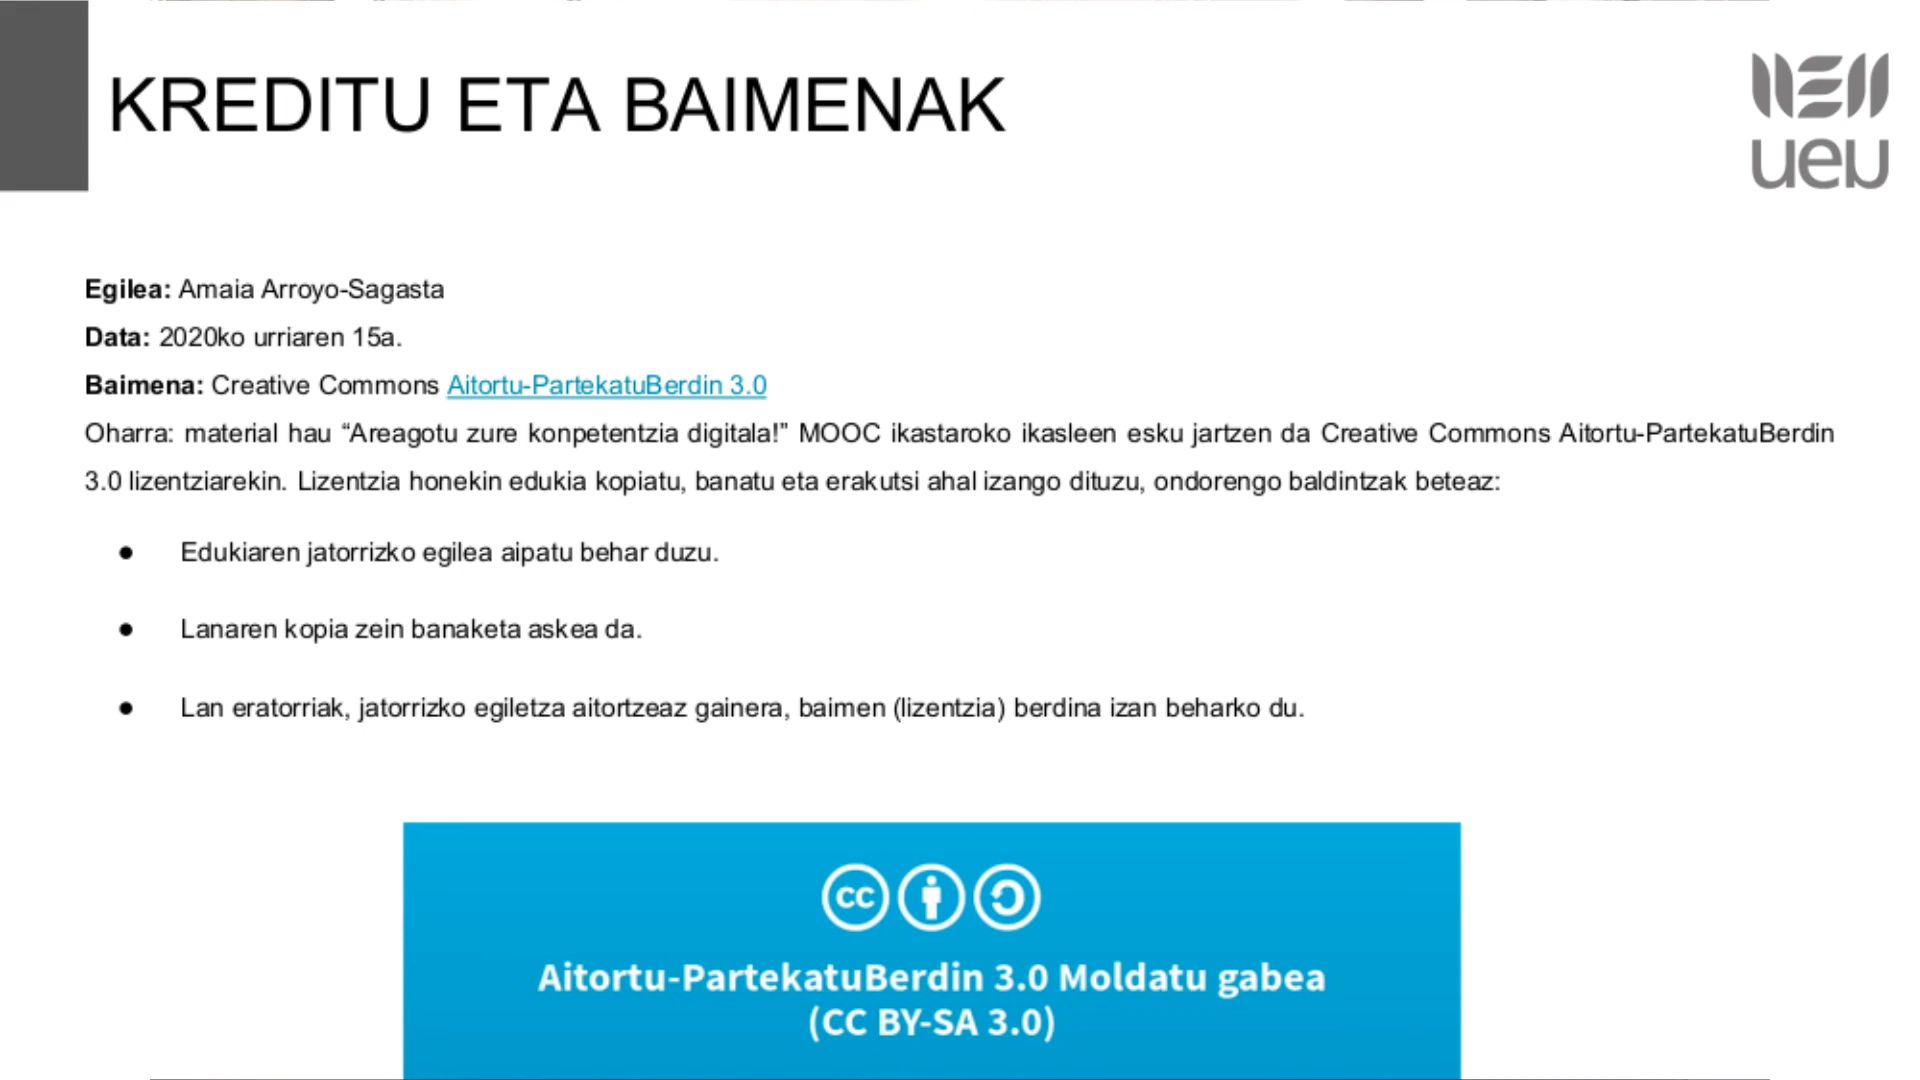 KREDITU ETA BAIMENAK
ueu
Egilea: Amaia Arroyo-Sagasta
Data: 2020ko urriaren 15a.
Baimena: Creative Commons Aitortu-PartekatuBerdin 3.0
Oharra: material hau “Areagotu zure konpetentzia digitala!” MOOC ikastaroko ikasleen esku jartzen da Creative Commons Aitortu-PartekatuBerdin
3.0 lizentziarekin. Lizentzia honekin edukia kopiatu, banatu eta erakutsi ahal izango dituzu, ondorengo baldintzak beteaz:
● Edukiaren jatorrizko egilea aipatu behar duzu.
● Lanaren kopia zein banaketa askea da.
● Lan eratorriak, jatorrizko egiletza aitortzeaz gainera, baimen (lizentzia) berdina izan beharko du.
cc
Aitortu-PartekatuBerdin 3.0 Moldatu gabea
(CC BY-SA 3.0)